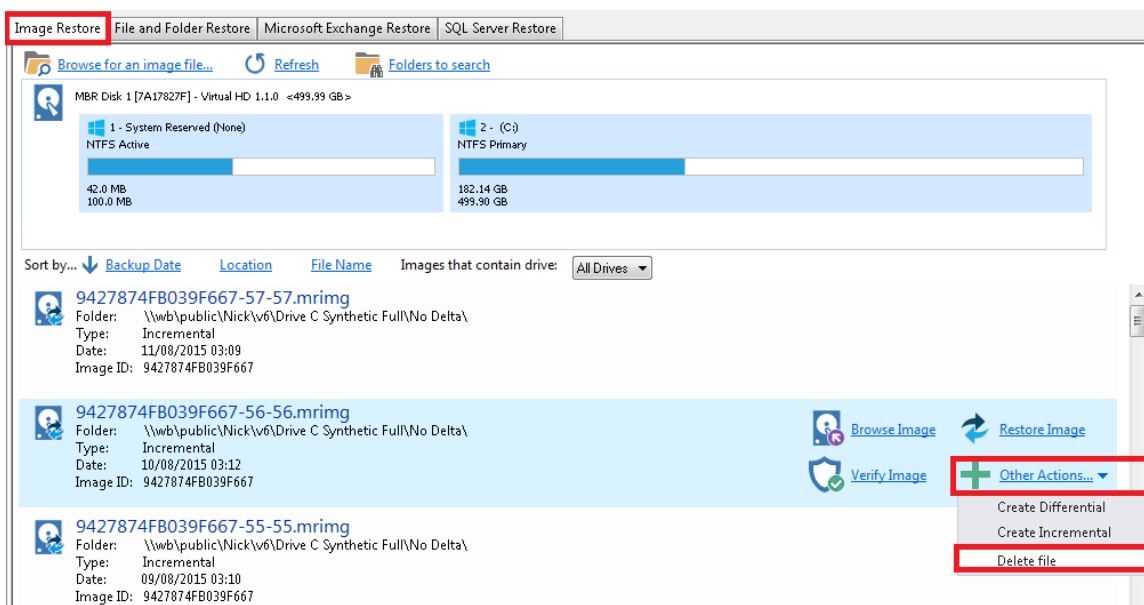 Image Restore File and Folder Restore Microsoft Exchange Restore SQL Server Restore
Browse for an image file... Refresh Folders to search
MBR Disk 1 [7A17827F] - Virtual HD 1.1.0 <499.99 GB>
1 - System Reserved (None) 2 - (C:)
NTFS Active NTFS Primary
42.0 MB 182.14 GB
100.0 MB 499.90 GB
Sort by... Backup Date Location File Name Images that contain drive: All Drives
9427874FB039F667-57-57.mrimg
Folder: \\wb\public\Nick\v6\Drive C Synthetic Full\No Delta\
Type: Incremental
Date: 11/08/2015 03:09
Image ID: 9427874FB039F667
9427874FB039F667-56-56.mrimg
Folder: \\wb\public\Nick\v6\Drive C Synthetic Full\No Delta\ Browse Image Restore Image
Type: Incremental
Date: 10/08/2015 03:12 Verify Image Other Actions...
Image ID: 9427874FB039F667
Create Differential
9427874FB039F667-55-55.mrimg Create Incremental
Folder: \\wb\public\Nick\v6\Drive C Synthetic Full\No Delta\
Type: Incremental Delete file
Date: 09/08/2015 03:10
Image ID: 9427874FB039F667